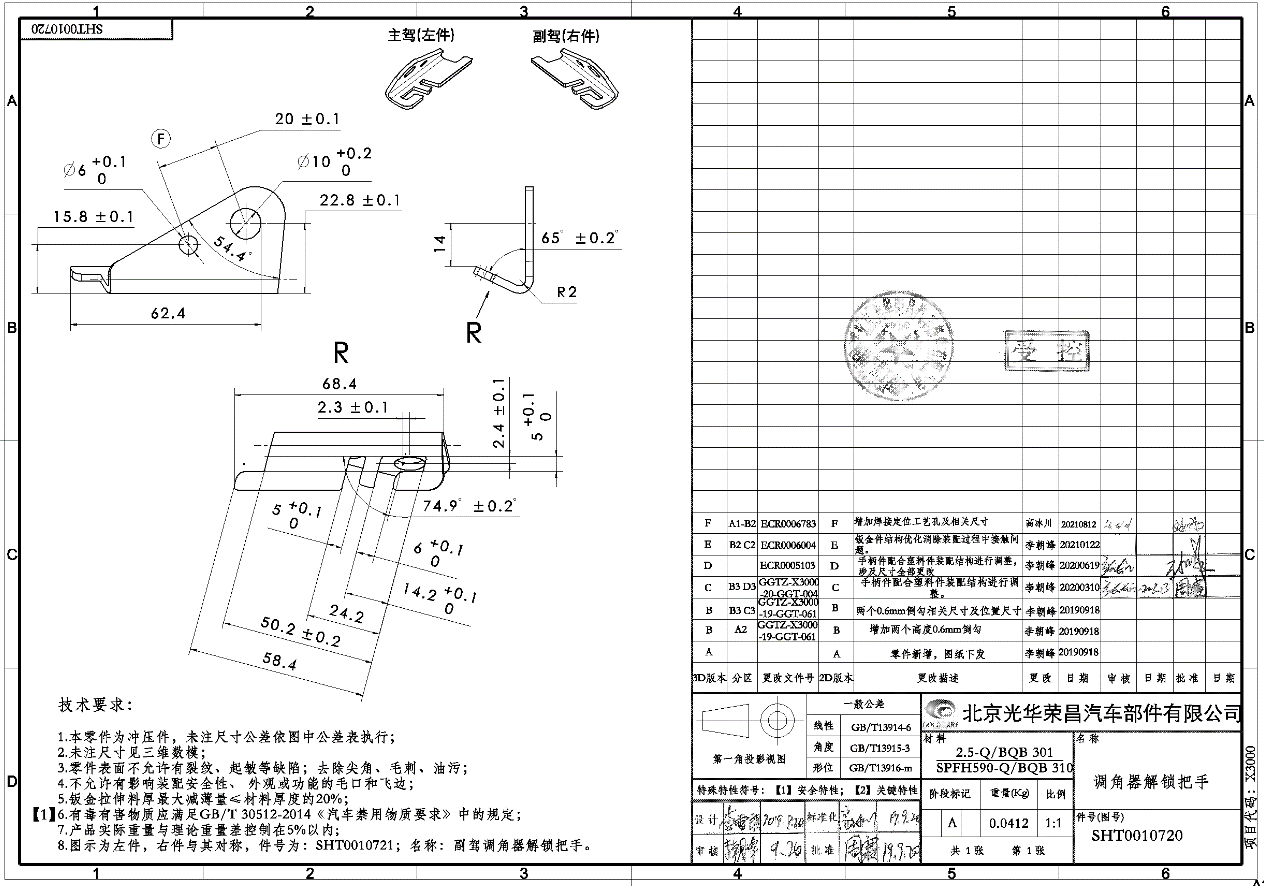 1 2 3 4 5 6
SHT0010720
主驾(左件)
副驾(右件)
A
A
F
20 ±0.1
∅6 +0.1 0
∅10 +0.2 0
15.8 ±0.1
22.8 ±0.1
54.4°
62.4
14
65° ±0.2°
R2
R
B
B
受控
R
68.4
2.3 ±0.1
2.4 ±0.1
5 +0.1 0
74.9° ±0.2°
5 +0.1 0
6 +0.1 0
14.2 +0.1 0
24.2
50.2 ±0.2
58.4
C
C
F A1-B2 ECR0006783 F 增加焊接定位工艺孔及相关尺寸 高冰川 20210812
E B2 C2 ECR0006004 E 钣金件结构优化消除装配过程中接触问题。 李朝峰 20210122
D ECR0005103 D 手柄件配合塑料件装配结构进行调整,涉及尺寸全部更改 李朝峰 20200619
C B3 D3 GGTZ-X3000-20-GGT-004 C 手柄件配合塑料件装配结构进行调整。 李朝峰 20200310
B B3 C3 GGTZ-X3000-19-GGT-061 B 两个0.6mm倒勾相关尺寸及位置尺寸 李朝峰 20190918
B A2 GGTZ-X3000-19-GGT-061 B 增加两个高度0.6mm倒勾 李朝峰 20190918
A A 零件新增,图纸下发 李朝峰 20190918
3D版本 分区 更改文件号 2D版本 更改描述 更改 日期 审核 日期 批准 日期
技术要求:
1.本零件为冲压件,未注尺寸公差依图中公差表执行;
2.未注尺寸见三维数模;
3.零件表面不允许有裂纹、起皱等缺陷;去除尖角、毛刺、油污;
4.不允许有影响装配安全性、外观或功能的毛口和飞边;
5.钣金拉伸料厚最大减薄量≤材料厚度的20%;
【1】6.有毒有害物质应满足GB/T 30512-2014《汽车禁用物质要求》中的规定;
7.产品实际重量与理论重量差控制在5%以内;
8.图示为左件,右件与其对称,件号为:SHT0010721;名称:副驾调角器解锁把手。
D
D
第一角投影视图
一般公差
线性 GB/T13914-6
角度 GB/T13915-3
形位 GB/T13916-m
特殊特性符号:【1】安全特性;【2】关键特性
设计 标准化
审核 批准
北京光华荣昌汽车部件有限公司
材料
2.5-Q/BQB 301
SPFH590-Q/BQB 310
名称
调角器解锁把手
阶段标记 重量(Kg) 比例
A 0.0412 1:1
共 1 张 第 1 张
件号(图号)
SHT0010720
项目代码: X3000
1 2 3 4 5 6